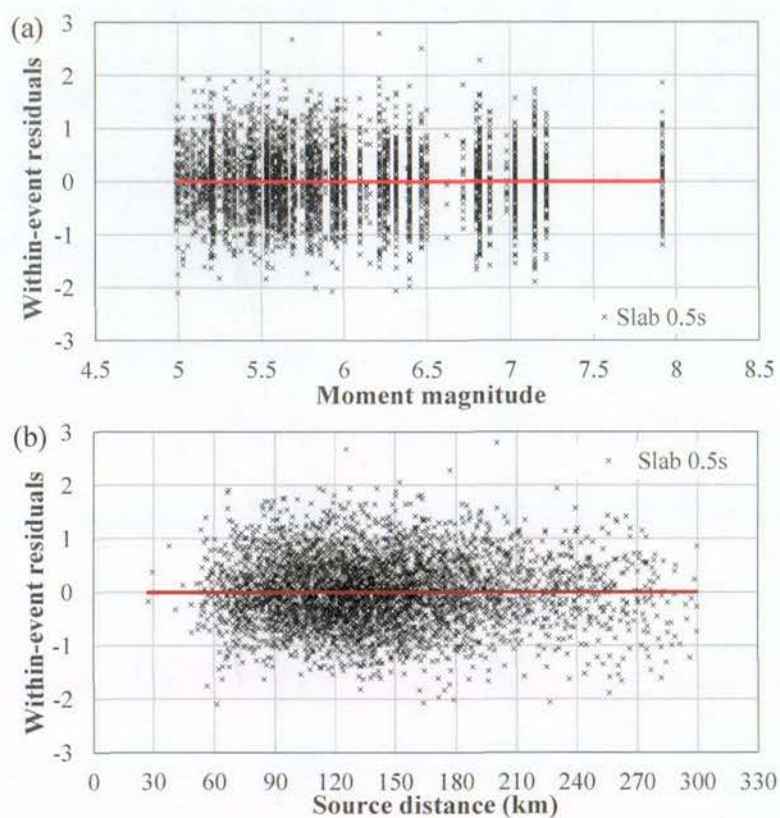 (a)
3
2
1
0
-1
-2
-3
Within-event residuals
× Slab 0.5s
4.5 5 5.5 6 6.5 7 7.5 8 8.5
Moment magnitude
(b)
3
2
1
0
-1
-2
-3
Within-event residuals
× Slab 0.5s
0 30 60 90 120 150 180 210 240 270 300 330
Source distance (km)